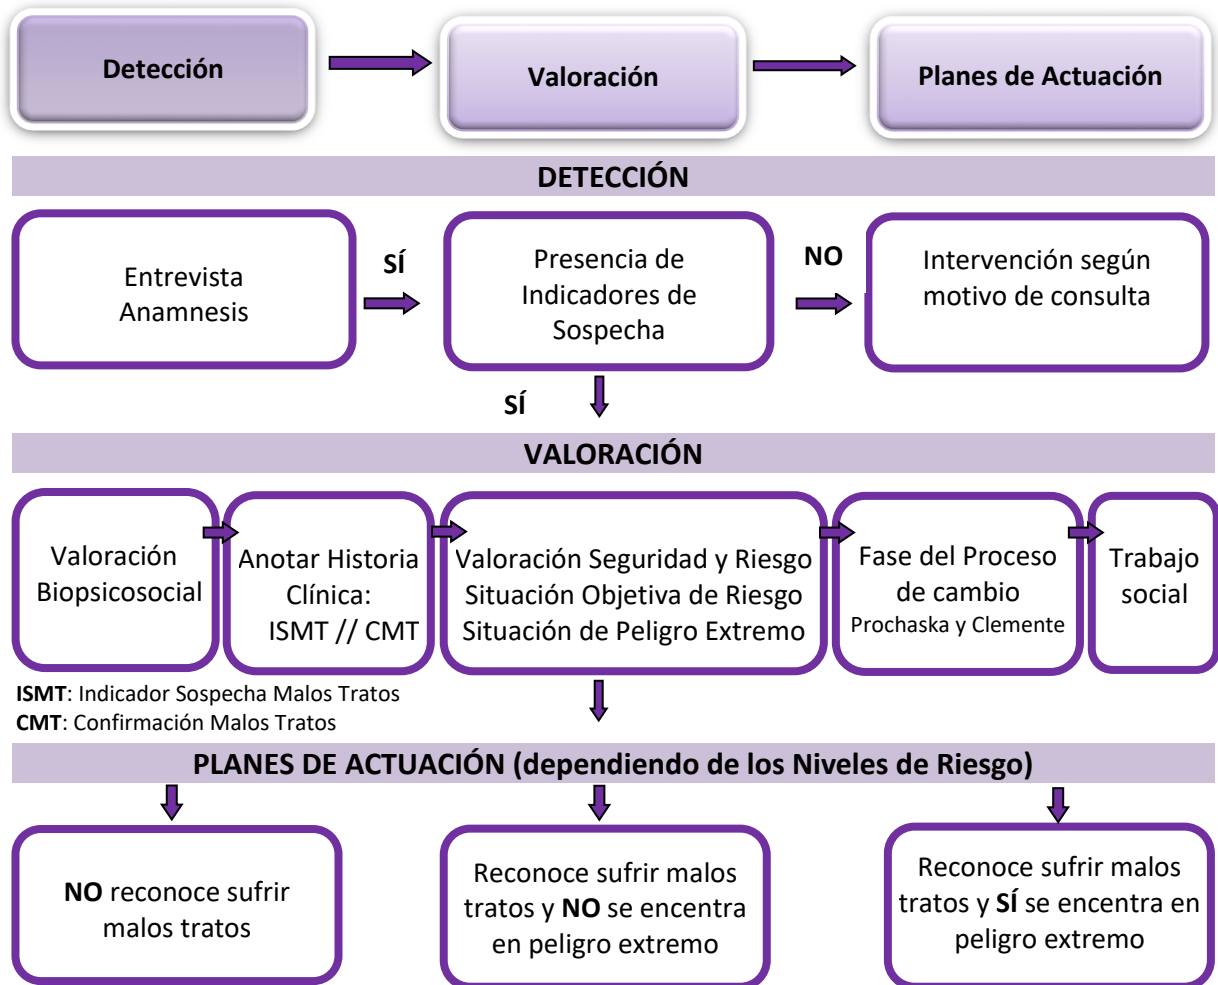 Detección
Valoración
Planes de Actuación
DETECCIÓN
Entrevista
Anamnesis
SÍ
Presencia de
Indicadores de
Sospecha
NO
Intervención según
motivo de consulta
SÍ
VALORACIÓN
Valoración
Biopsicosocial
Anotar Historia
Clínica:
ISMT // CMT
Valoración Seguridad y Riesgo
Situación Objetiva de Riesgo
Situación de Peligro Extremo
Fase del Proceso
de cambio
Prochaska y Clemente
Trabajo
social
ISMT: Indicador Sospecha Malos Tratos
CMT: Confirmación Malos Tratos
PLANES DE ACTUACIÓN (dependiendo de los Niveles de Riesgo)
NO reconoce sufrir
malos tratos
Reconoce sufrir malos
tratos y NO se encentra
en peligro extremo
Reconoce sufrir malos
tratos y SÍ se encentra en
peligro extremo